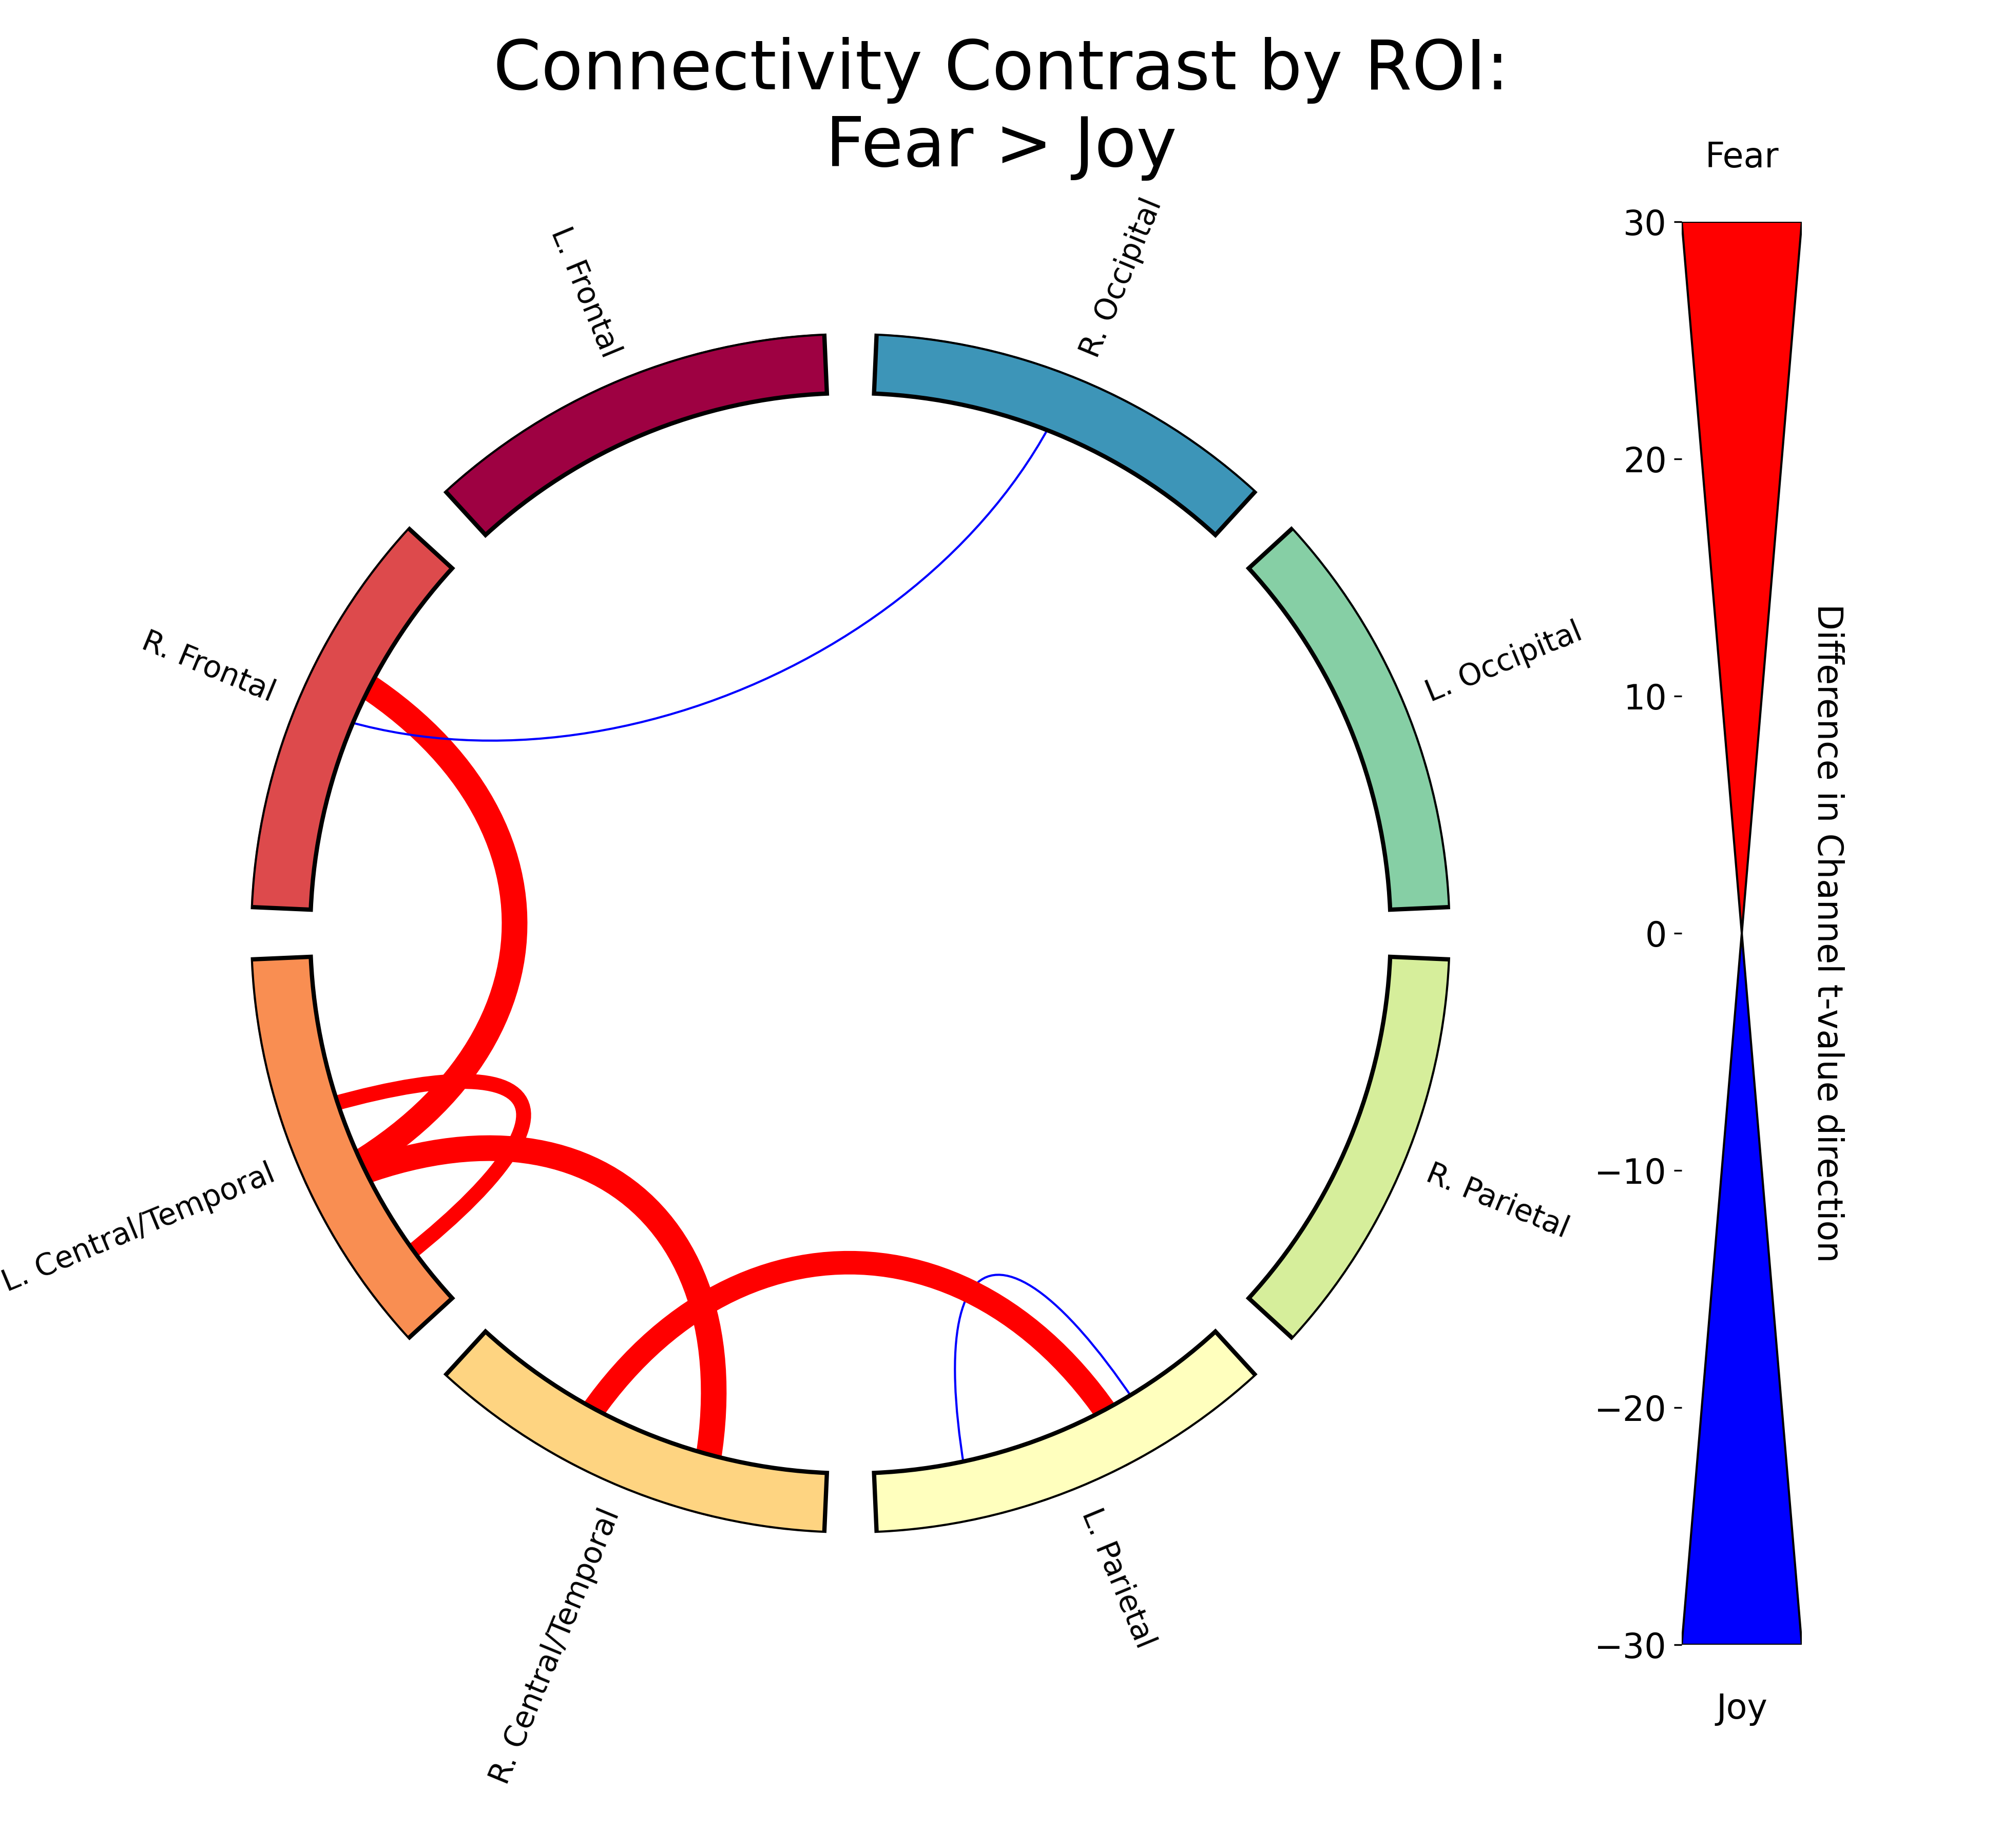 Connectivity Contrast by ROI:
Fear > Joy
L. Frontal
R. Occipital
R. Frontal
L. Occipital
L. Central/Temporal
R. Parietal
R. Central/Temporal
L. Parietal
Fear
30
20
10
0
−10
−20
−30
Joy
Difference in Channel t-value direction